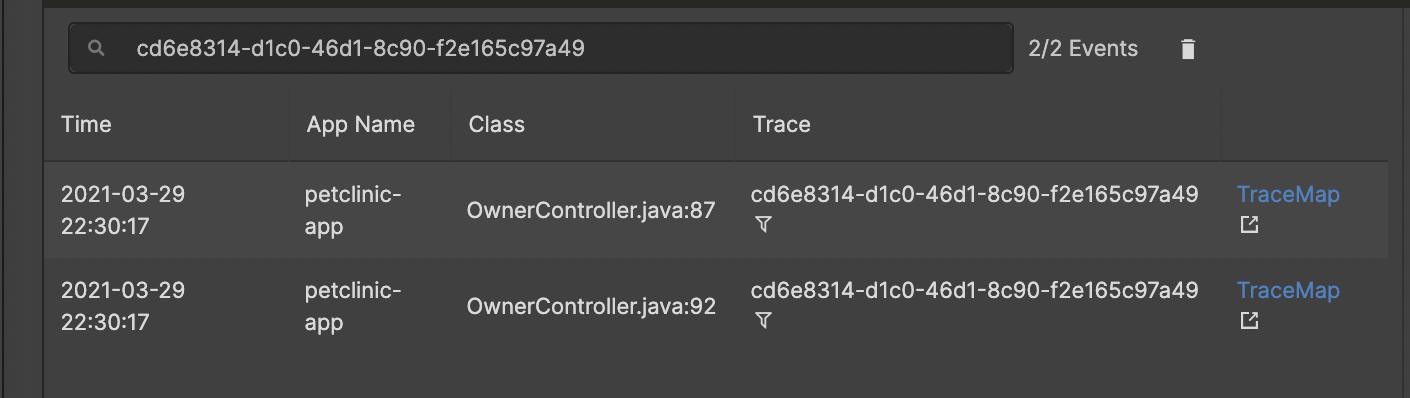 cd6e8314-d1c0-46d1-8c90-f2e165c97a49 2/2 Events
Time App Name Class Trace
2021-03-29 22:30:17 petclinic-app OwnerController.java:87 cd6e8314-d1c0-46d1-8c90-f2e165c97a49 TraceMap
2021-03-29 22:30:17 petclinic-app OwnerController.java:92 cd6e8314-d1c0-46d1-8c90-f2e165c97a49 TraceMap